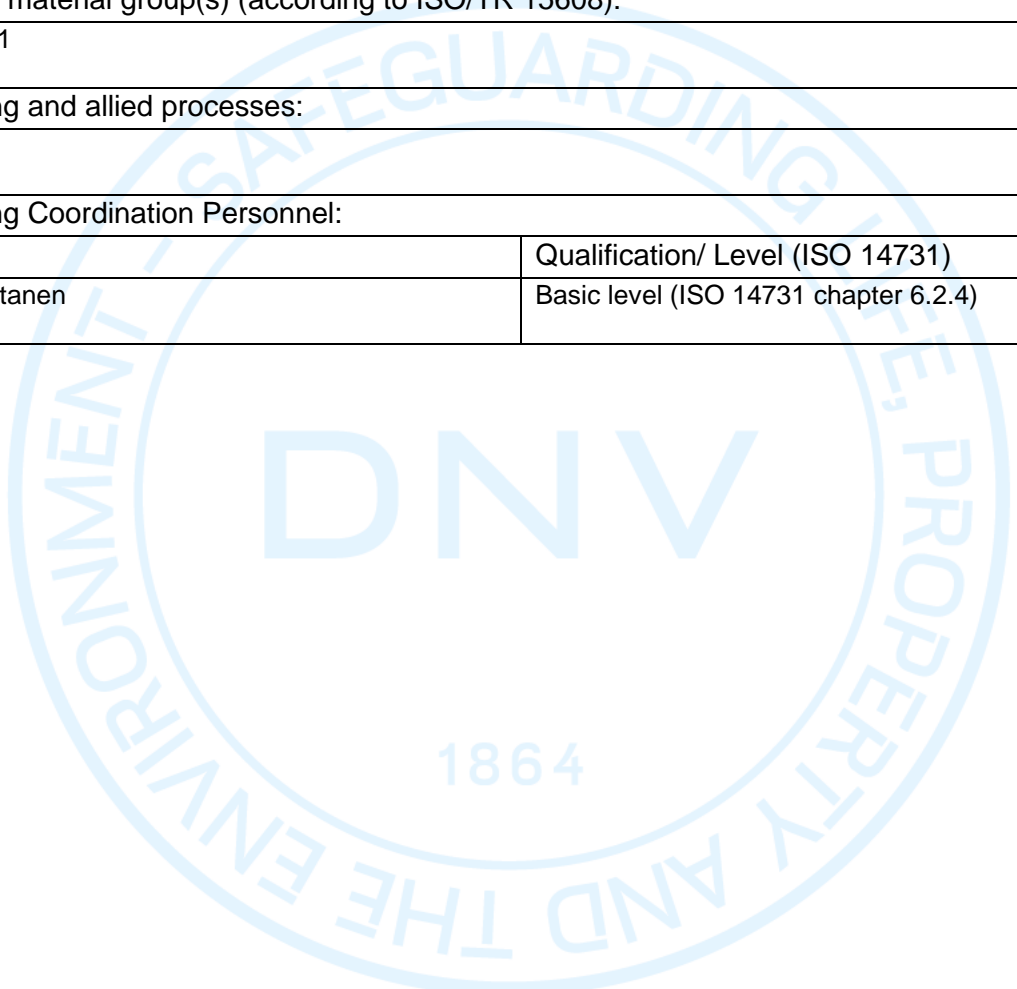 material group(s) (according to ISO/TR 15608):
1
ng and allied processes:
ng Coordination Personnel:
Qualification/ Level (ISO 14731)
tanen
Basic level (ISO 14731 chapter 6.2.4)
SAFEGUARDING LIFE, PROPERTY AND THE ENVIRONMENT -
DNV
1864